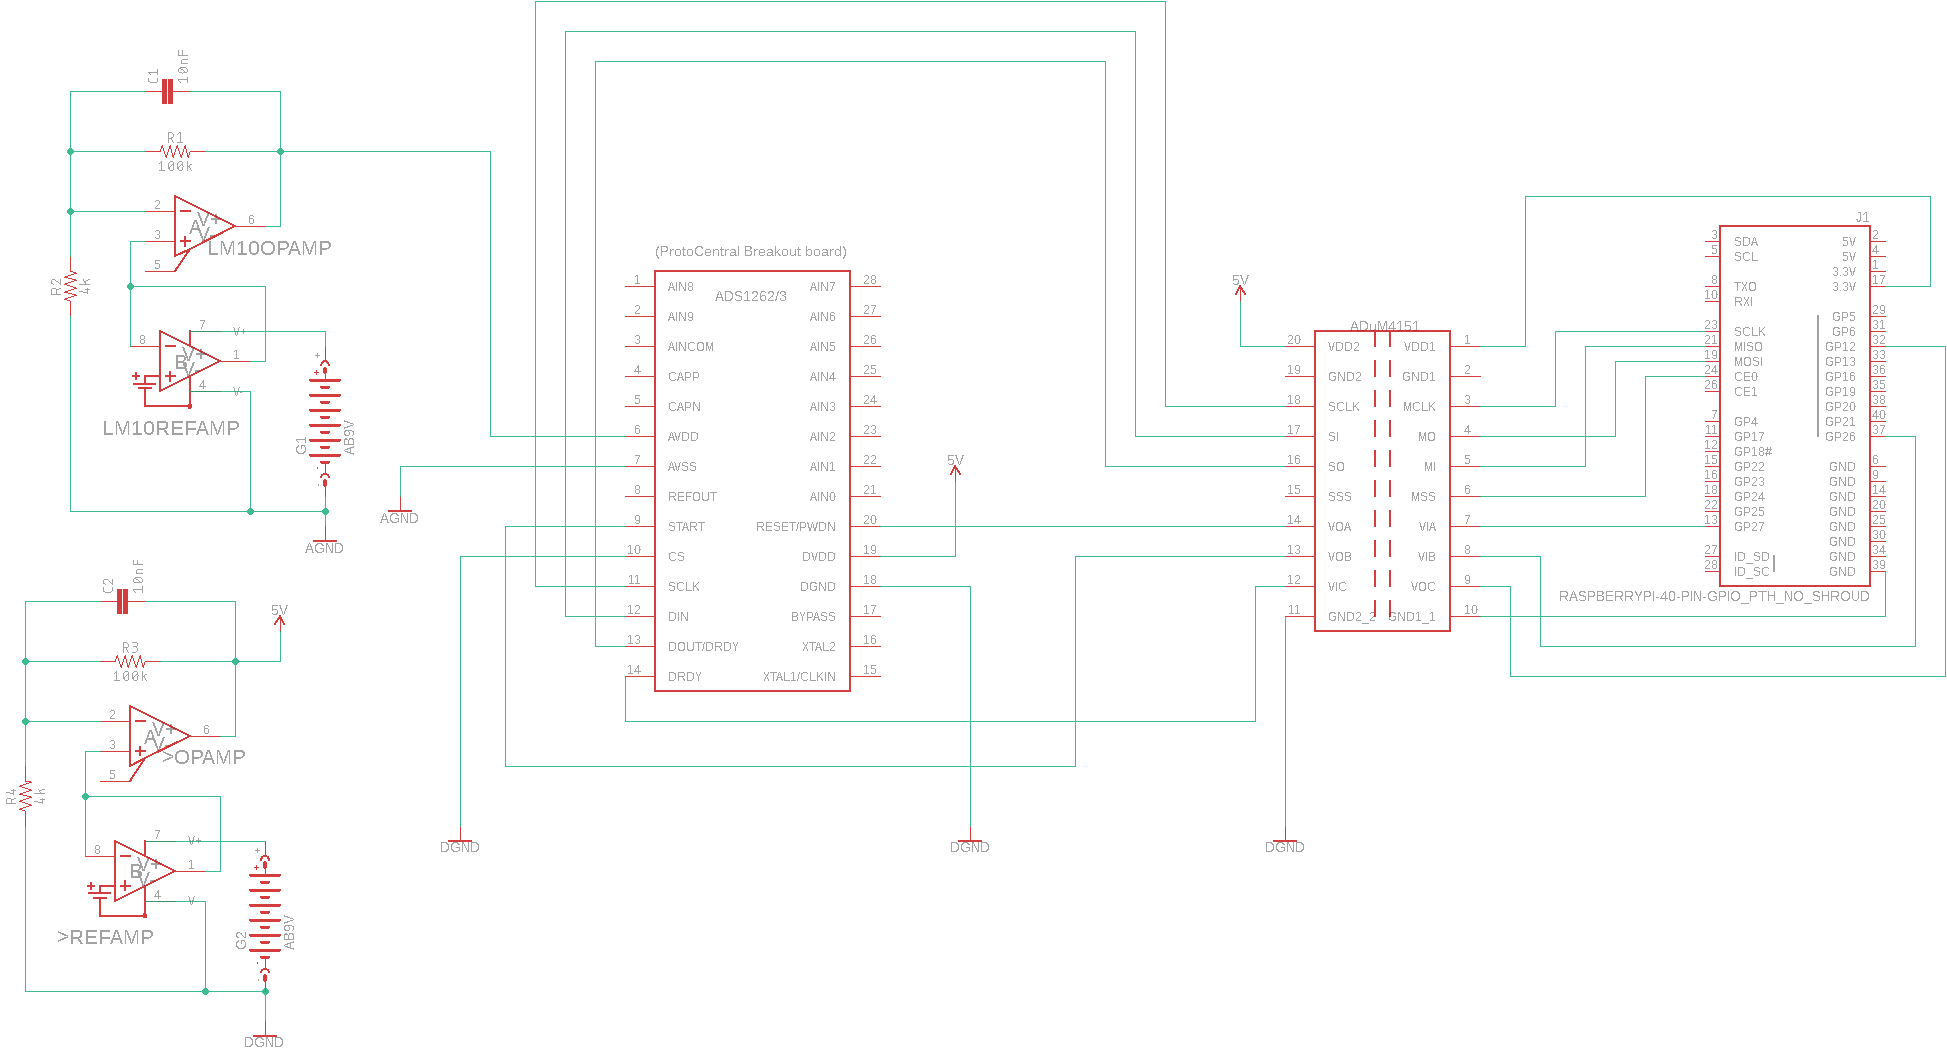 C1
10nF
R1
100k
2
3
5
6
A
V+
V-
LM10OPAMP
R2
4k
8
7
V+
1
4
V-
B
V+
V-
LM10REFAMP
+
+
-
-
G1
AB9V
AGND
AGND
C2
10nF
R3
100k
5V
2
3
5
6
A
V+
V-
>OPAMP
R4
4k
8
7
V+
1
4
V-
B
V+
V-
>REFAMP
+
+
-
-
G2
AB9V
DGND
(ProtoCentral Breakout board)
ADS1262/3
1 AIN8
2 AIN9
3 AINCOM
4 CAPP
5 CAPN
6 AVDD
7 AVSS
8 REFOUT
9 START
10 CS
11 SCLK
12 DIN
13 DOUT/DRDY
14 DRDY
AIN7 28
AIN6 27
AIN5 26
AIN4 25
AIN3 24
AIN2 23
AIN1 22
AIN0 21
RESET/PWDN 20
DVDD 19
DGND 18
BYPASS 17
XTAL2 16
XTAL1/CLKIN 15
5V
DGND
DGND
5V
ADuM4151
20 VDD2
19 GND2
18 SCLK
17 SI
16 SO
15 SSS
14 VOA
13 VOB
12 VIC
11 GND2_2
VDD1 1
GND1 2
MCLK 3
MO 4
MI 5
MSS 6
VIA 7
VIB 8
VOC 9
GND1_1 10
DGND
J1
3 SDA
5 SCL
8 TXO
10 RXI
23 SCLK
21 MISO
19 MOSI
24 CE0
26 CE1
7 GP4
11 GP17
12 GP18#
15 GP22
16 GP23
18 GP24
22 GP25
13 GP27
27 ID_SD
28 ID_SC
5V 2
5V 4
3.3V 1
3.3V 17
GP5 29
GP6 31
GP12 32
GP13 33
GP16 36
GP19 35
GP20 38
GP21 40
GP26 37
GND 6
GND 9
GND 14
GND 20
GND 25
GND 30
GND 34
GND 39
RASPBERRYPI-40-PIN-GPIO_PTH_NO_SHROUD